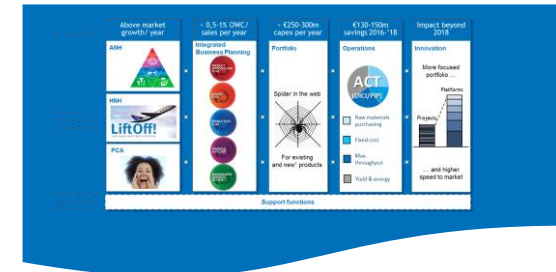 Above market
growth/ year
~ 0,5-1% OWC/
sales per year
~ €250-300m
capex per year
€130-150m
savings 2016-'18
Impact beyond
2018
ANH
HNH
LiftOff!
PCA
Integrated
Business Planning
Portfolio
Spider in the web
For existing
and new* products
Operations
ACT
(DICI/PIP)
Raw materials
purchasing
Fixed cost
Max.
throughput
Yield & energy
Innovation
More focused
portfolio ...
Platforms
Projects
... and higher
speed to market
Support functions